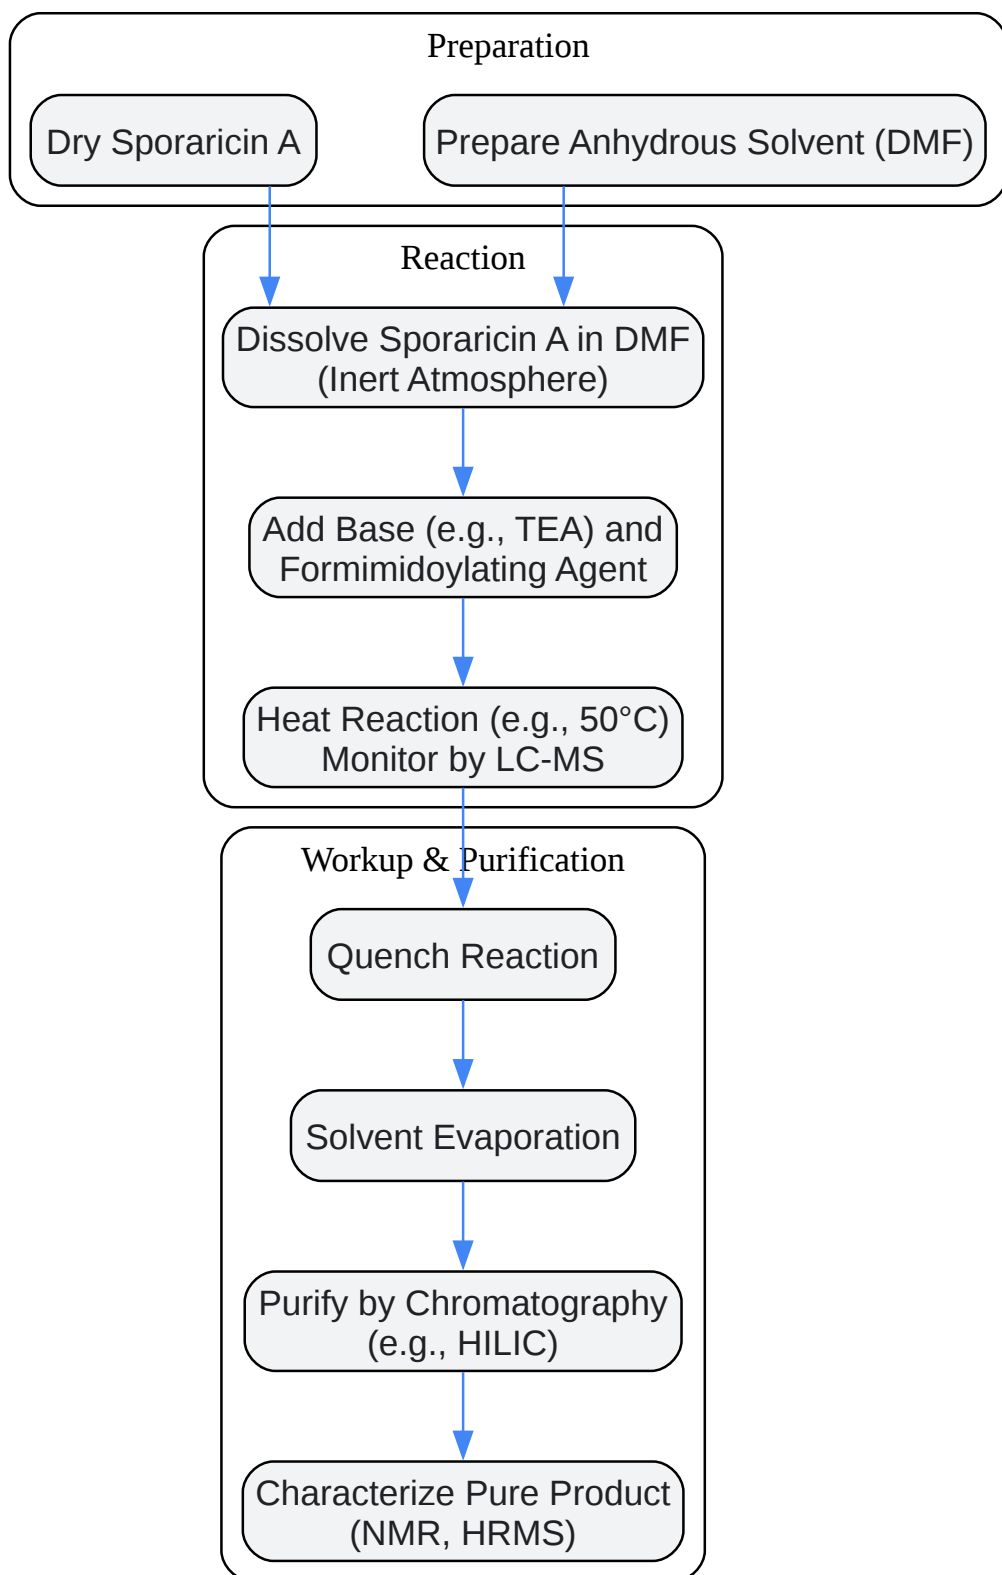 Preparation
Dry Sporaricin A
Prepare Anhydrous Solvent (DMF)
Reaction
Dissolve Sporaricin A in DMF
(Inert Atmosphere)
Add Base (e.g., TEA) and
Formimidoylating Agent
Heat Reaction (e.g., 50°C)
Monitor by LC-MS
Workup & Purification
Quench Reaction
Solvent Evaporation
Purify by Chromatography
(e.g., HILIC)
Characterize Pure Product
(NMR, HRMS)